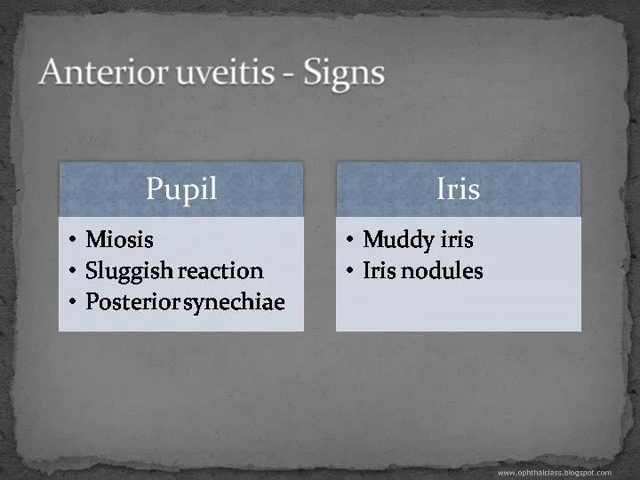 Anterior uveitis - Signs
Pupil
• Miosis
• Sluggish reaction
• Posterior synechiae
Iris
• Muddy iris
• Iris nodules
www.ophthalclass.blogspot.com